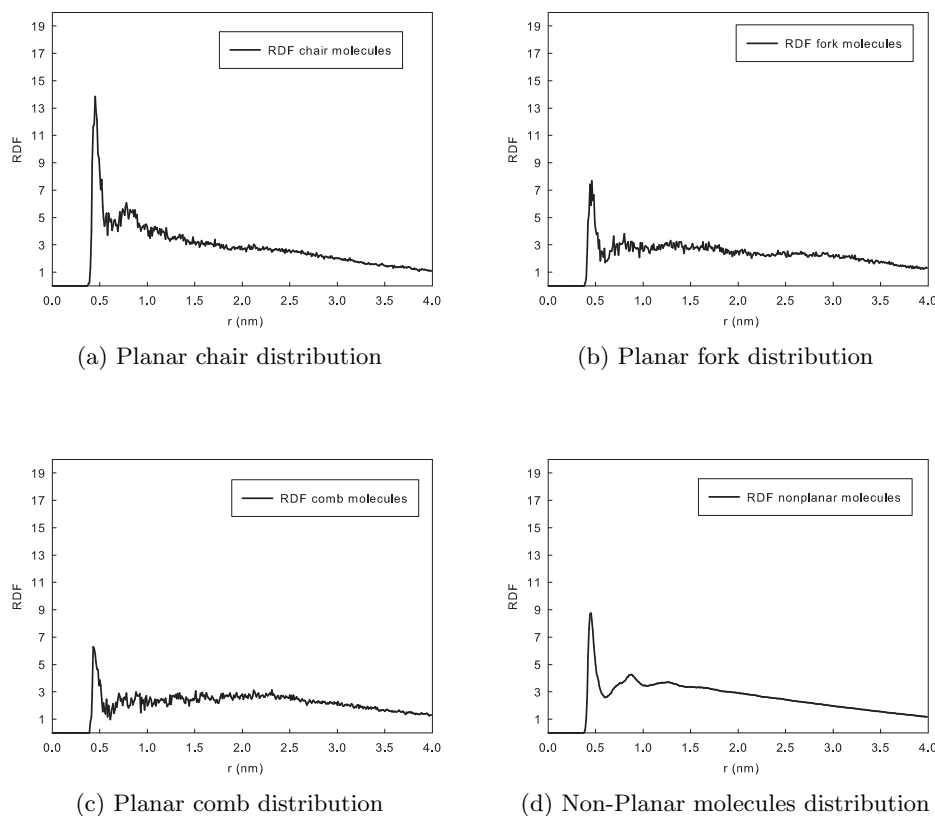 19
17
15
13
11
9
7
5
3
1
RDF
RDF chair molecules
0.0 0.5 1.0 1.5 2.0 2.5 3.0 3.5 4.0
r (nm)
(a) Planar chair distribution
19
17
15
13
11
9
7
5
3
1
RDF
RDF fork molecules
0.0 0.5 1.0 1.5 2.0 2.5 3.0 3.5 4.0
r (nm)
(b) Planar fork distribution
19
17
15
13
11
9
7
5
3
1
RDF
RDF comb molecules
0.0 0.5 1.0 1.5 2.0 2.5 3.0 3.5 4.0
r (nm)
(c) Planar comb distribution
19
17
15
13
11
9
7
5
3
1
RDF
RDF nonplanar molecules
0.0 0.5 1.0 1.5 2.0 2.5 3.0 3.5 4.0
r (nm)
(d) Non-Planar molecules distribution